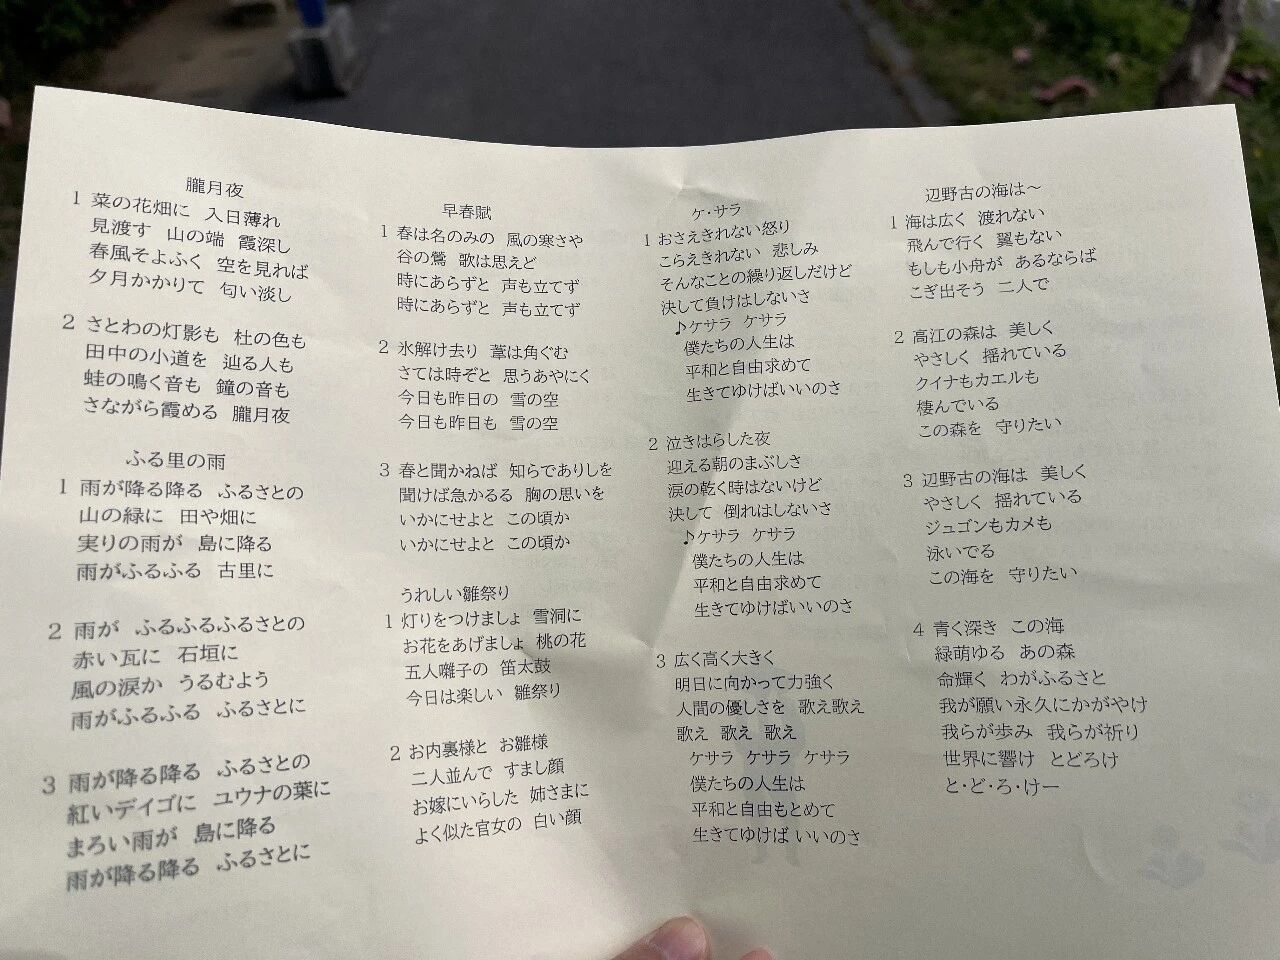 朧月夜
1 菜の花畑に 入日薄れ
見渡す 山の端 霞深し
春風そよふく 空を見れば
夕月かかりて 匂い淡し
2 さとわの灯影も 杜の色も
田中の小道を 辿る人も
蛙の鳴く音も 鐘の音も
さながら霞める 朧月夜
ふる里の雨
1 雨が降る降る ふるさとの
山の緑に 田や畑に
実りの雨が 島に降る
雨がふるふる 古里に
2 雨が ふるふるふるさとの
赤い瓦に 石垣に
風の涙か うるむよう
雨がふるふる ふるさとに
3 雨が降る降る ふるさとの
紅いデイゴに ユウナの葉に
まろい雨が 島に降る
雨が降る降る ふるさとに
早春賦
1 春は名のみの 風の寒さや
谷の鶯 歌は思えど
時にあらずと 声も立てず
時にあらずと 声も立てず
2 氷解け去り 葦は角ぐむ
さては時ぞと 思うあやにく
今日も昨日の 雪の空
今日も昨日も 雪の空
3 春と聞かねば 知らでありしを
聞けば急かるる 胸の思いを
いかにせよと この頃か
いかにせよと この頃か
うれしい雛祭り
1 灯りをつけましょ 雪洞に
お花をあげましょ 桃の花
五人囃子の 笛太鼓
今日は楽しい 雛祭り
2 お内裏様と お雛様
二人並んで すまし顔
お嫁にいらした 姉さまに
よく似た官女の 白い顔
ケ・サラ
1 おさえきれない怒り
こらえきれない 悲しみ
そんなことの繰り返しだけど
決して負けはしないさ
♪ケサラ ケサラ
僕たちの人生は
平和と自由求めて
生きてゆけばいいのさ
2 泣きはらした夜
迎える朝のまぶしさ
涙の乾く時はないけど
決して 倒れはしないさ
♪ケサラ ケサラ
僕たちの人生は
平和と自由求めて
生きてゆけばいいのさ
3 広く高く大きく
明日に向かって力強く
人間の優しさを 歌え歌え
歌え 歌え 歌え
ケサラ ケサラ ケサラ
僕たちの人生は
平和と自由もとめて
生きてゆけば いいのさ
辺野古の海は～
1 海は広く 渡れない
飛んで行く 翼もない
もしも小舟が あるならば
こぎ出そう 二人で
2 高江の森は 美しく
やさしく 揺れている
クイナもカエルも
棲んでいる
この森を 守りたい
3 辺野古の海は 美しく
やさしく 揺れている
ジュゴンもカメも
泳いでる
この海を 守りたい
4 青く深き この海
緑萌ゆる あの森
命輝く わがふるさと
我が願い永久にかがやけ
我らが歩み 我らが祈り
世界に響け とどろけ
と・ど・ろ・けー